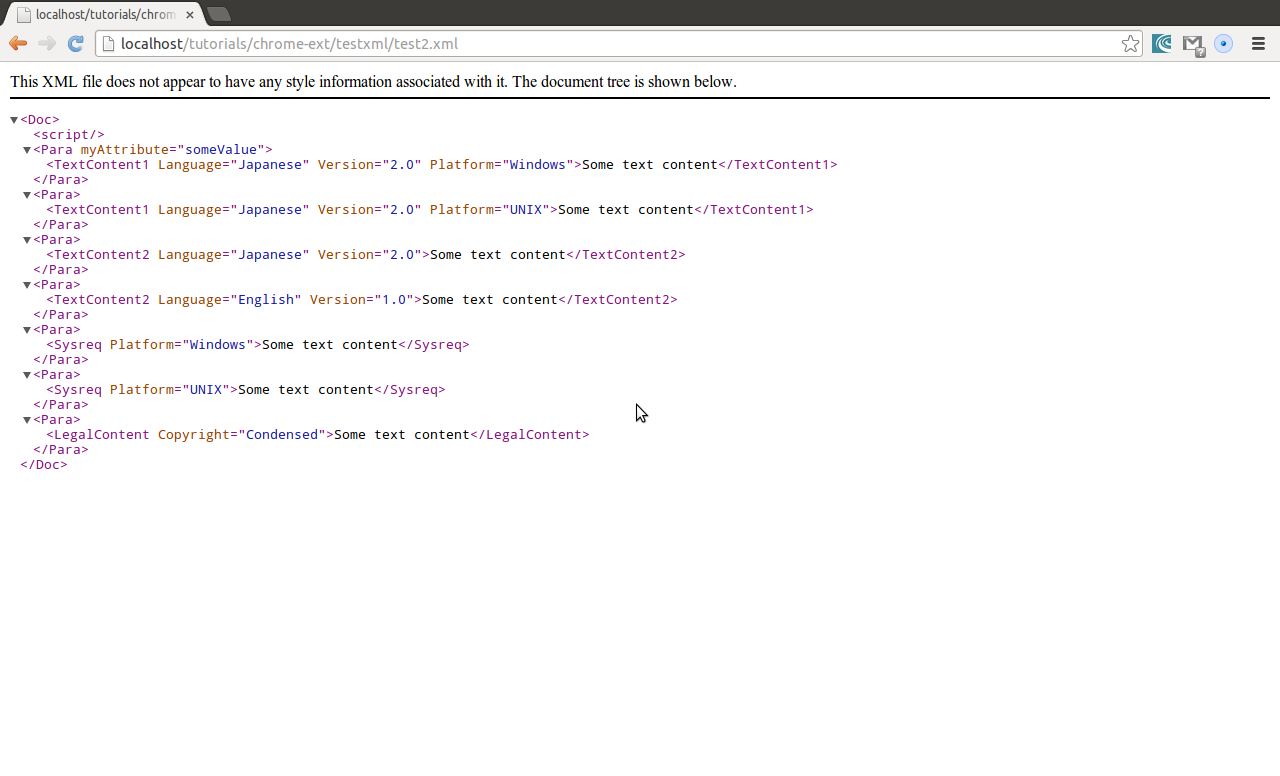 localhost/tutorials/chrom
localhost/tutorials/chrome-ext/testxml/test2.xml
This XML file does not appear to have any style information associated with it. The document tree is shown below.
<Doc>
<script/>
<Para myAttribute="someValue">
<TextContent1 Language="Japanese" Version="2.0" Platform="Windows">Some text content</TextContent1>
</Para>
<Para>
<TextContent1 Language="Japanese" Version="2.0" Platform="UNIX">Some text content</TextContent1>
</Para>
<Para>
<TextContent2 Language="Japanese" Version="2.0">Some text content</TextContent2>
</Para>
<Para>
<TextContent2 Language="English" Version="1.0">Some text content</TextContent2>
</Para>
<Para>
<Sysreq Platform="Windows">Some text content</Sysreq>
</Para>
<Para>
<Sysreq Platform="UNIX">Some text content</Sysreq>
</Para>
<Para>
<LegalContent Copyright="Condensed">Some text content</LegalContent>
</Para>
</Doc>